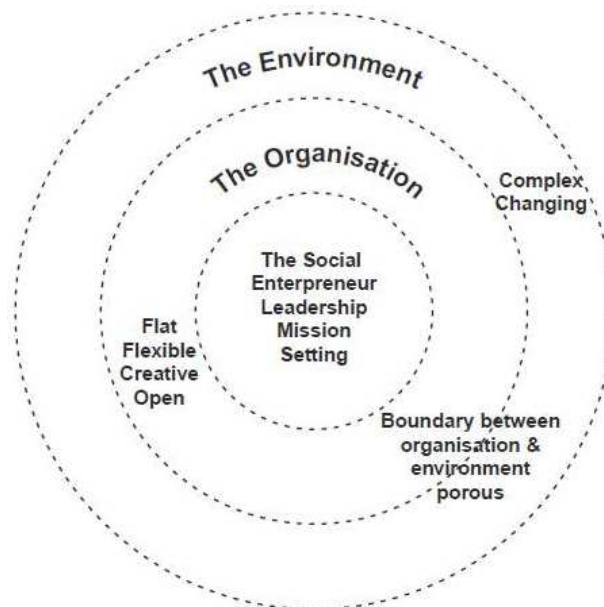 The Environment
The Organisation
Complex
Changing
The Social
Enterpreneur
Leadership
Mission
Setting
Flat
Flexible
Creative
Open
Boundary between
organisation &
environment
porous